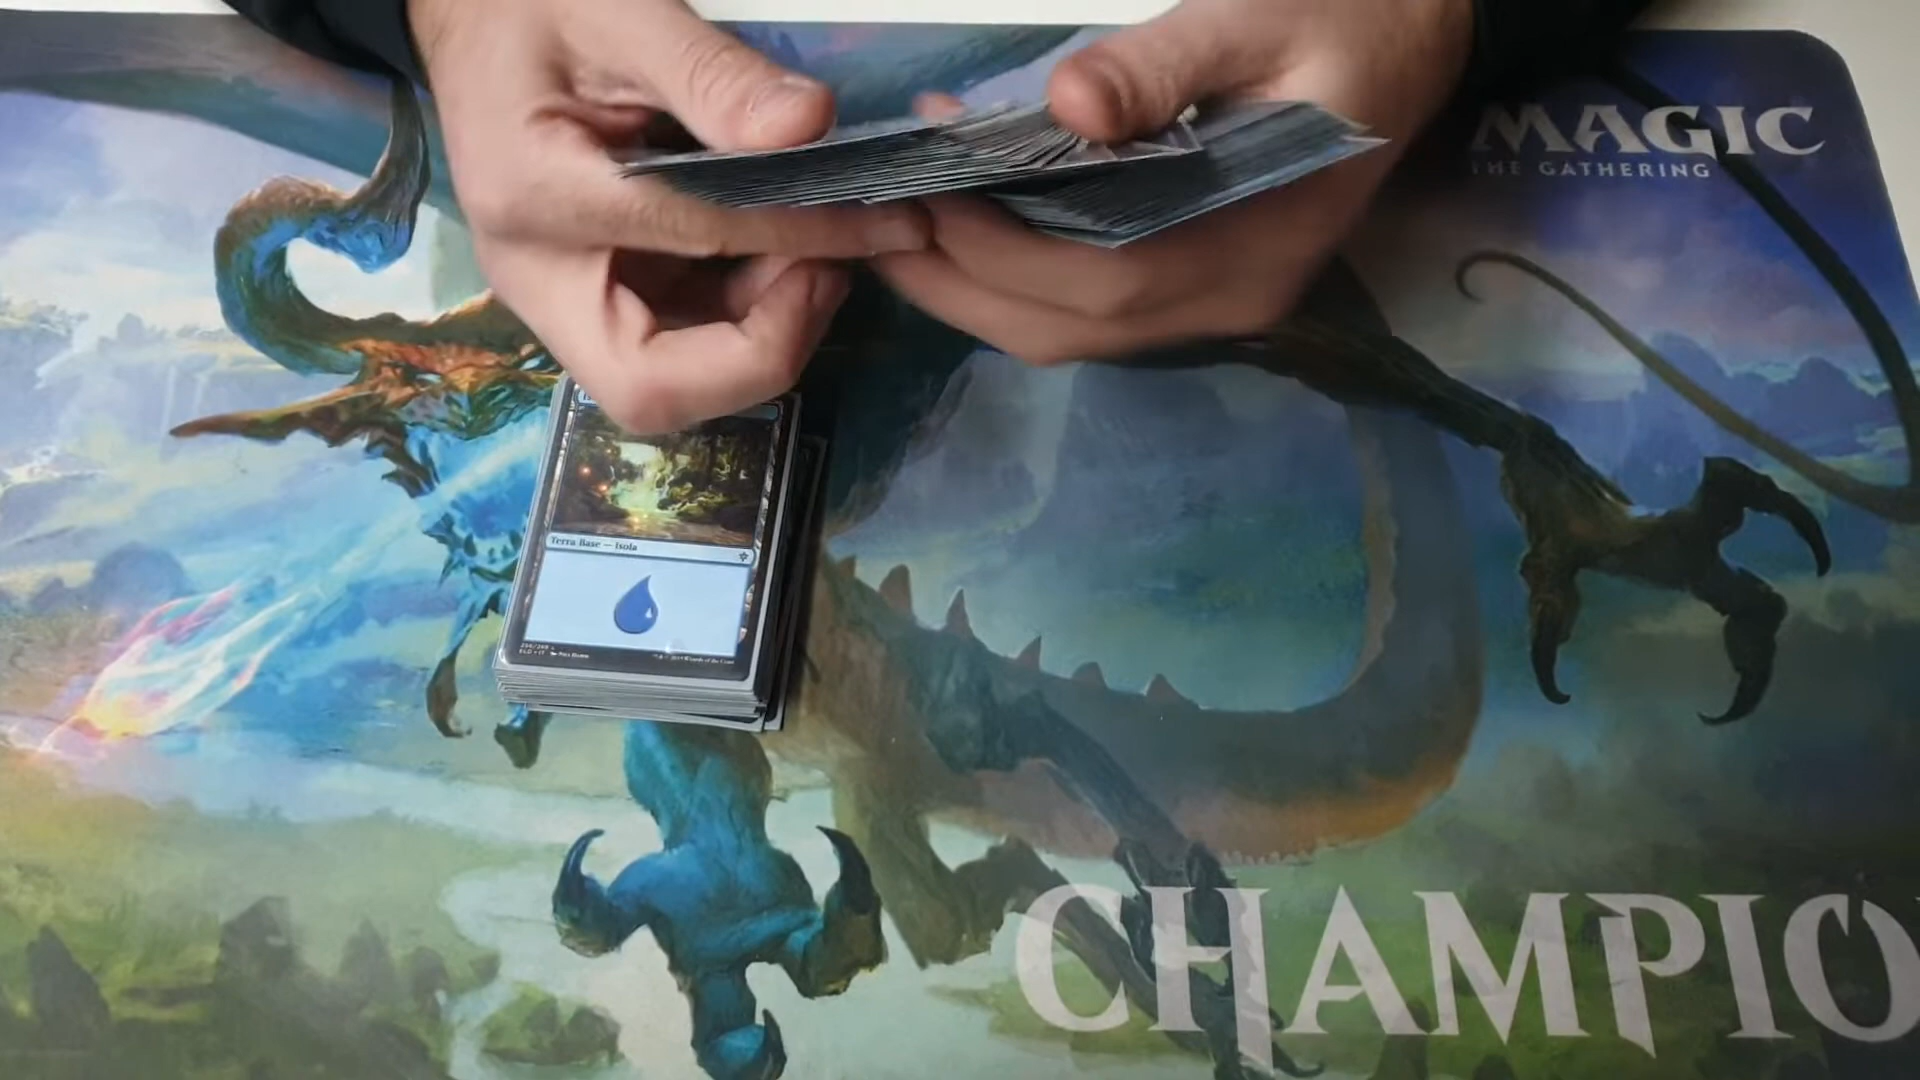 MAGIC
THE GATHERING
Terra Base — Isola
CHAMPIO